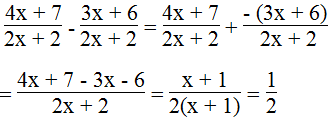 (4x + 7)/(2x + 2) - (3x + 6)/(2x + 2) = (4x + 7)/(2x + 2) + (- (3x + 6))/(2x + 2)
= (4x + 7 - 3x - 6)/(2x + 2) = (x + 1)/(2(x + 1)) = 1/2